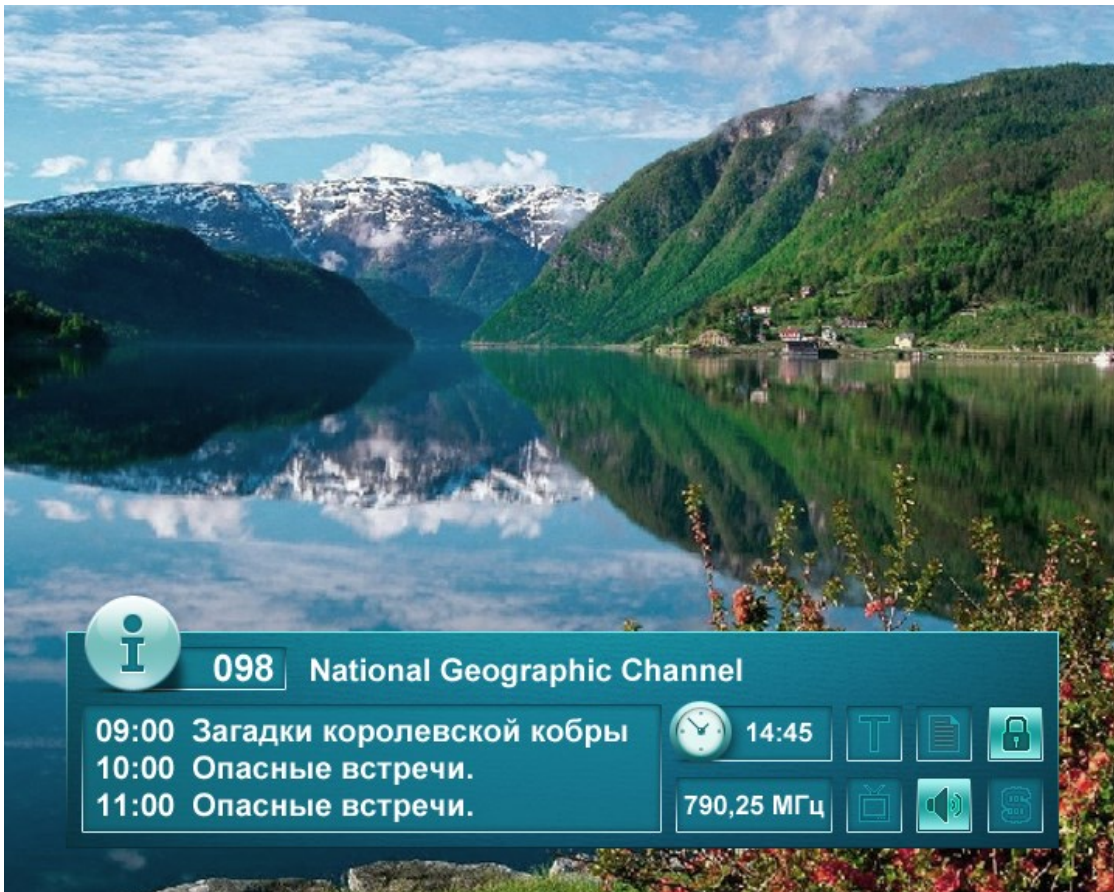 098 National Geographic Channel
09:00 Загадки королевской кобры
10:00 Опасные встречи.
11:00 Опасные встречи.
14:45
T
790,25 МГц
S